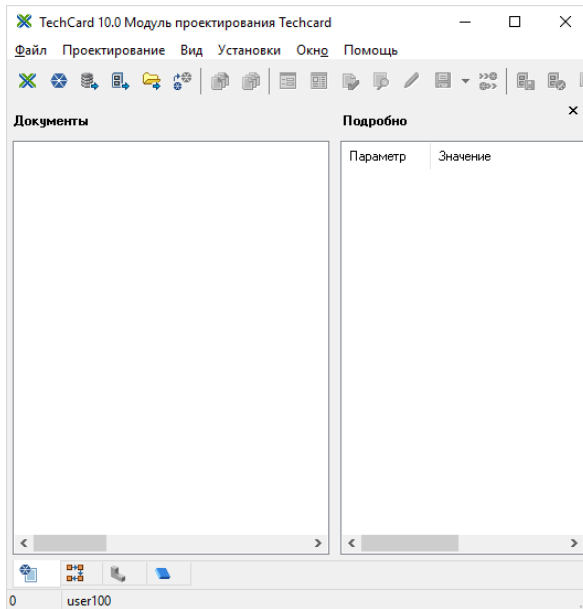 TechCard 10.0 Модуль проектирования Techcard
Файл Проектирование Вид Установки Окно Помощь
Документы
Подробно
Параметр Значение
0 user100